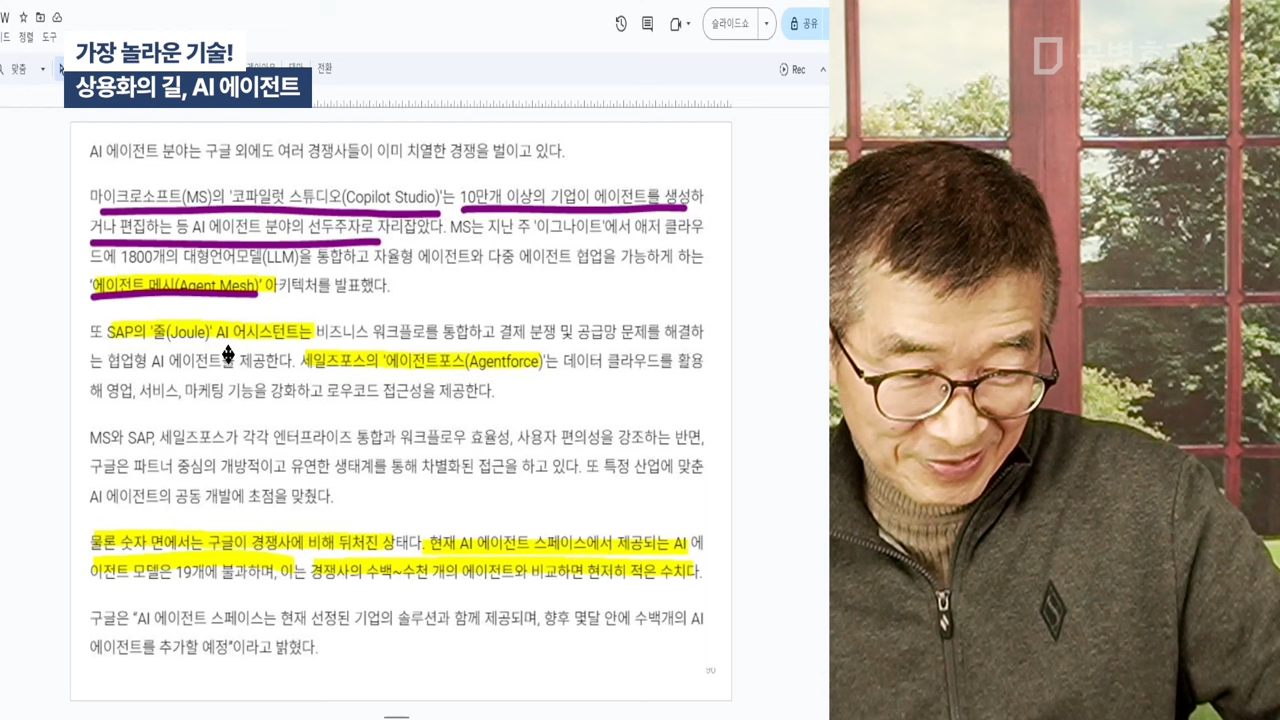 W
드 정렬 도구
가장 놀라운 기술!
상용화의 길, AI 에이전트
맞춤
전환
슬라이드쇼
공유
Rec
AI 에이전트 분야는 구글 외에도 여러 경쟁사들이 이미 치열한 경쟁을 벌이고 있다.
마이크로소프트(MS)의 '코파일럿 스튜디오(Copilot Studio)'는 10만개 이상의 기업이 에이전트를 생성하
거나 편집하는 등 AI 에이전트 분야의 선두주자로 자리잡았다. MS는 지난 주 '이그나이트'에서 애저 클라우
드에 1800개의 대형언어모델(LLM)을 통합하고 자율형 에이전트와 다중 에이전트 협업을 가능하게 하는
'에이전트 메시(Agent Mesh)' 아키텍처를 발표했다.
또 SAP의 '줄(Joule)' AI 어시스턴트는 비즈니스 워크플로를 통합하고 결제 분쟁 및 공급망 문제를 해결하
는 협업형 AI 에이전트를 제공한다. 세일즈포스의 '에이전트포스(Agentforce)'는 데이터 클라우드를 활용
해 영업, 서비스, 마케팅 기능을 강화하고 로우코드 접근성을 제공한다.
MS와 SAP, 세일즈포스가 각각 엔터프라이즈 통합과 워크플로우 효율성, 사용자 편의성을 강조하는 반면,
구글은 파트너 중심의 개방적이고 유연한 생태계를 통해 차별화된 접근을 하고 있다. 또 특정 산업에 맞춘
AI 에이전트의 공동 개발에 초점을 맞췄다.
물론 숫자 면에서는 구글이 경쟁사에 비해 뒤처진 상태다. 현재 AI 에이전트 스페이스에서 제공되는 AI 에
이전트 모델은 19개에 불과하며, 이는 경쟁사의 수백~수천 개의 에이전트와 비교하면 현저히 적은 수치다.
구글은 “AI 에이전트 스페이스는 현재 선정된 기업의 솔루션과 함께 제공되며, 향후 몇달 안에 수백개의 AI
에이전트를 추가할 예정”이라고 밝혔다.
90